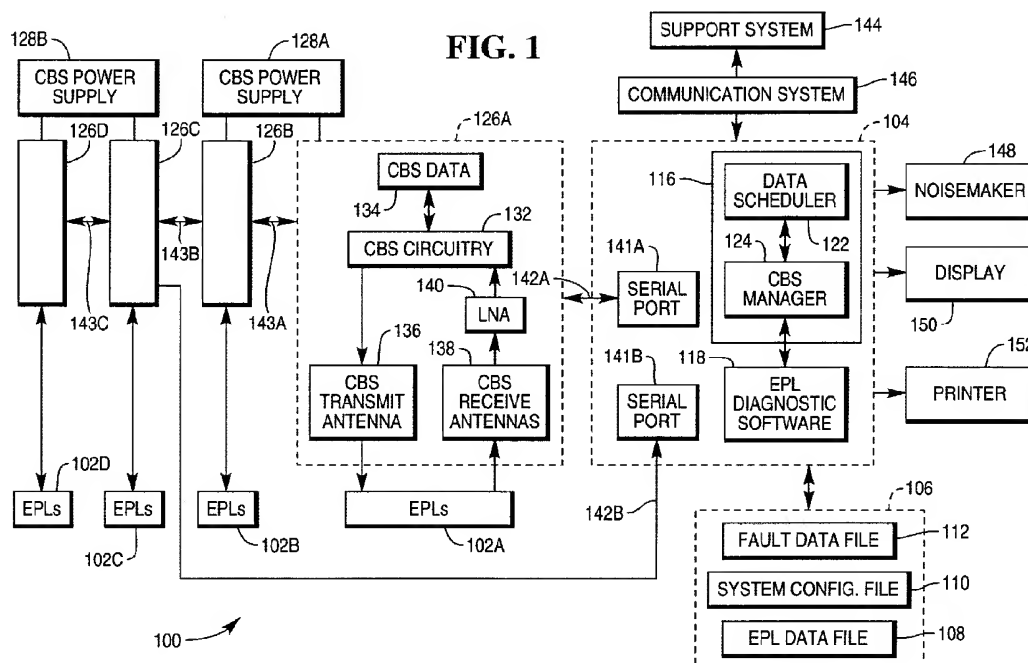 FIG. 1
128B
CBS POWER
SUPPLY
128A
CBS POWER
SUPPLY
SUPPORT SYSTEM
144
146
COMMUNICATION SYSTEM
126D
126C
126B
126A
104
CBS DATA
134
132
CBS CIRCUITRY
140
LNA
136
CBS
TRANSMIT
ANTENNA
138
CBS
RECEIVE
ANTENNAS
143C
143B
143A
142A
141A
SERIAL
PORT
141B
SERIAL
PORT
116
DATA
SCHEDULER
122
124
CBS
MANAGER
118
EPL
DIAGNOSTIC
SOFTWARE
148
NOISEMAKER
DISPLAY
150
152
PRINTER
102D
EPLs
EPLs
102C
EPLs
102B
EPLs
102A
142B
106
FAULT DATA FILE
112
SYSTEM CONFIG. FILE
110
EPL DATA FILE
108
100